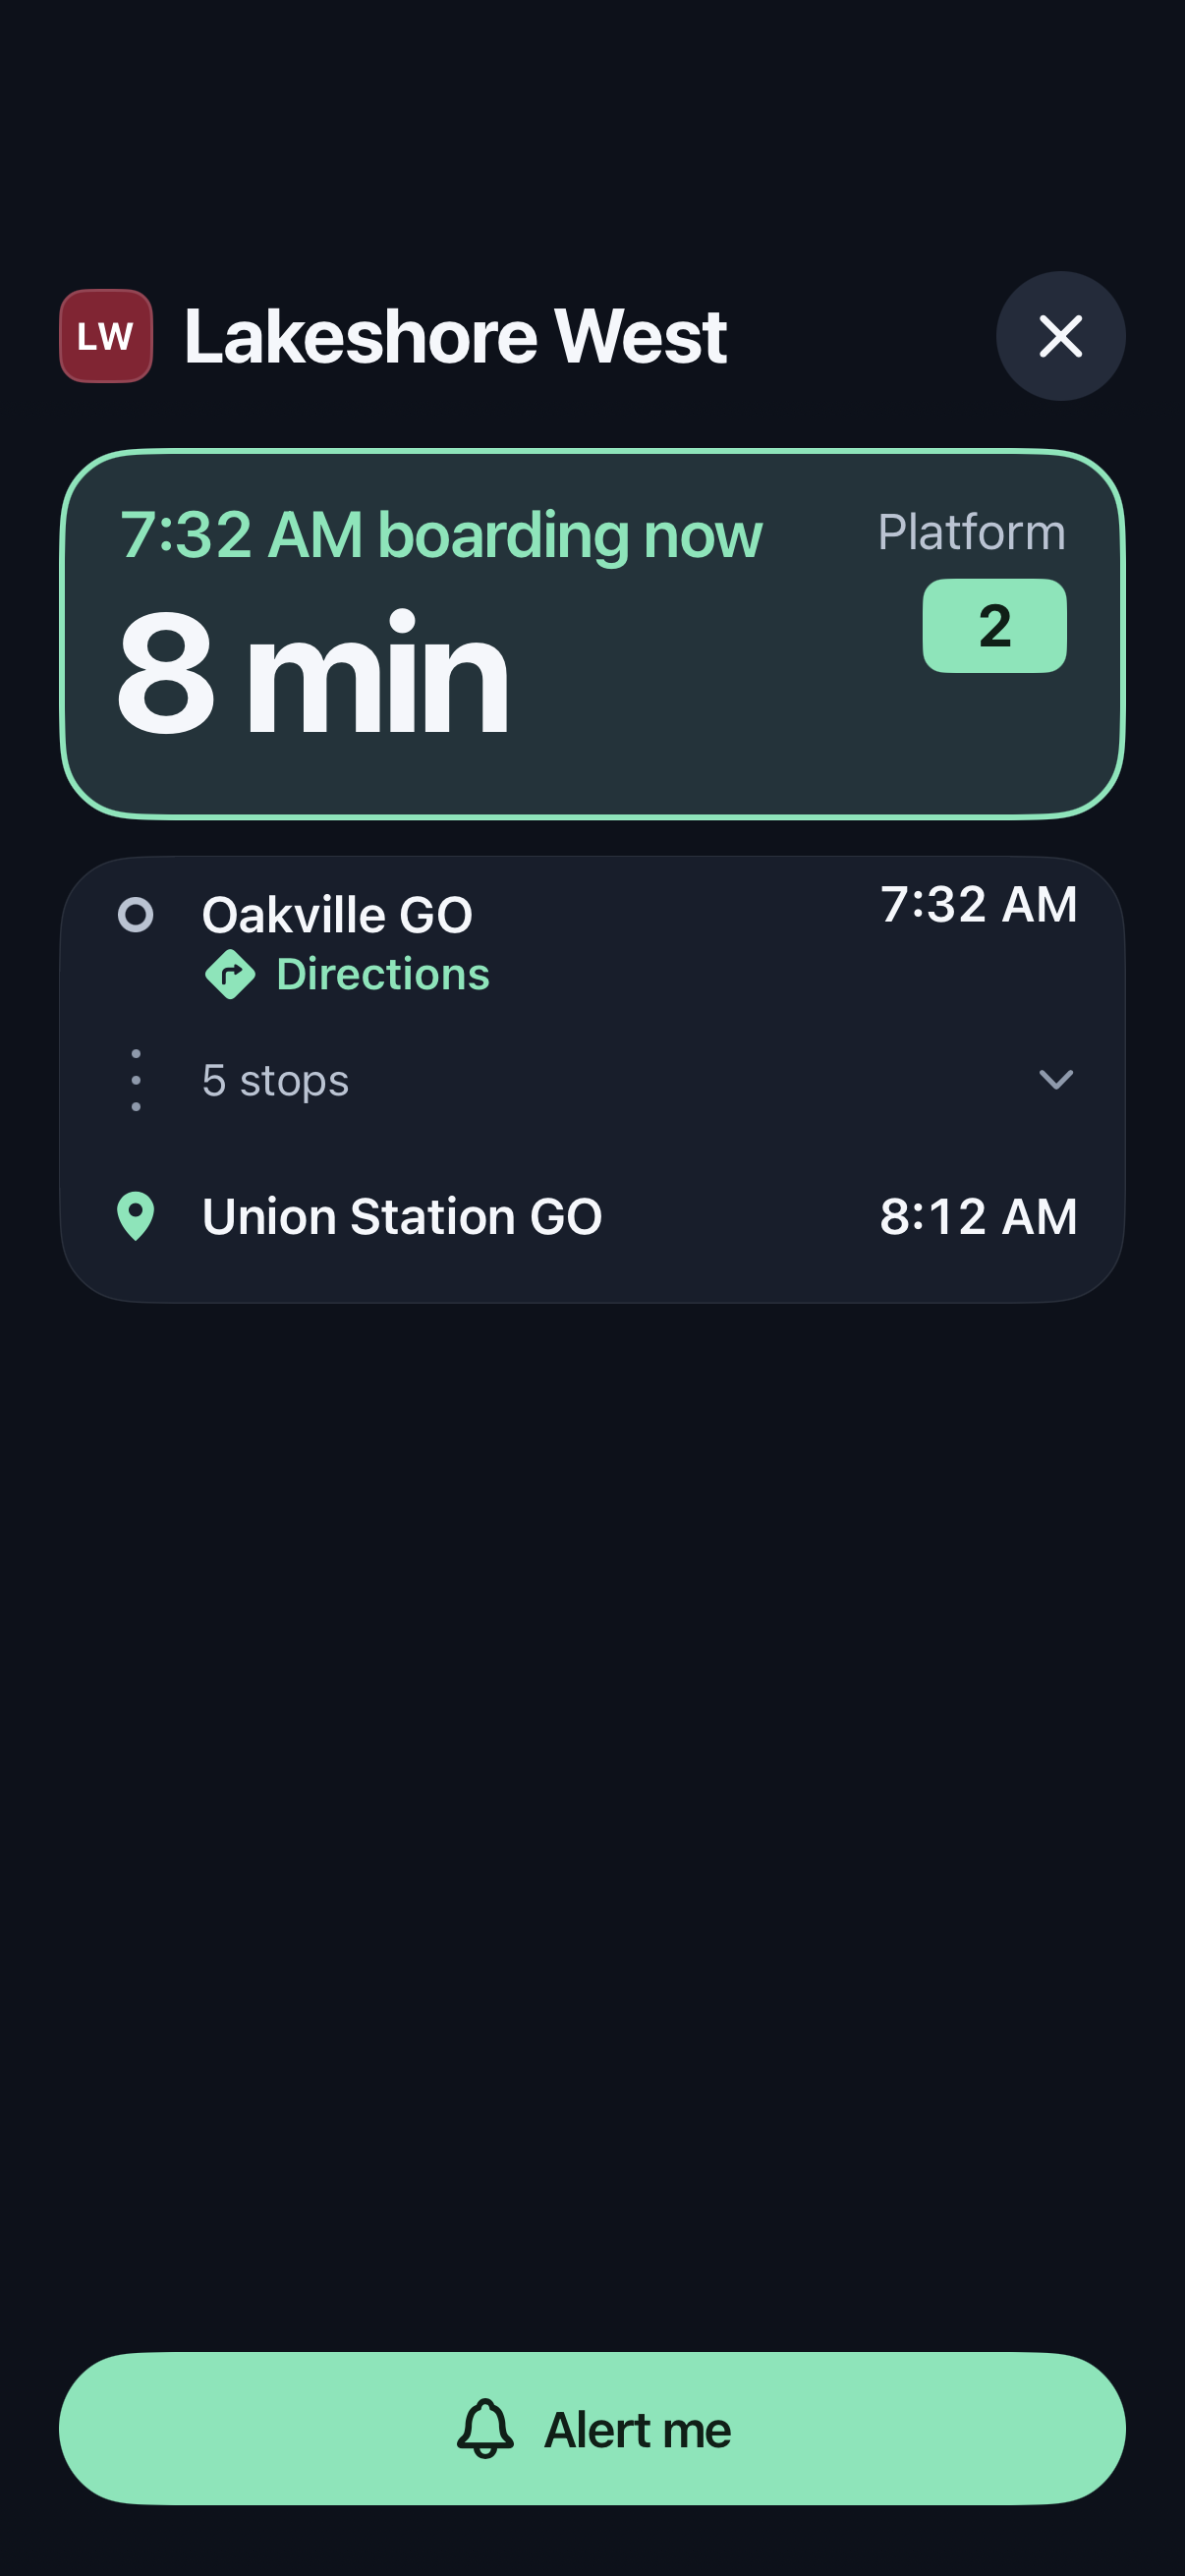 LW Lakeshore West
7:32 AM boarding now
Platform
8 min
2
Oakville GO
7:32 AM
Directions
5 stops
Union Station GO
8:12 AM
Alert me